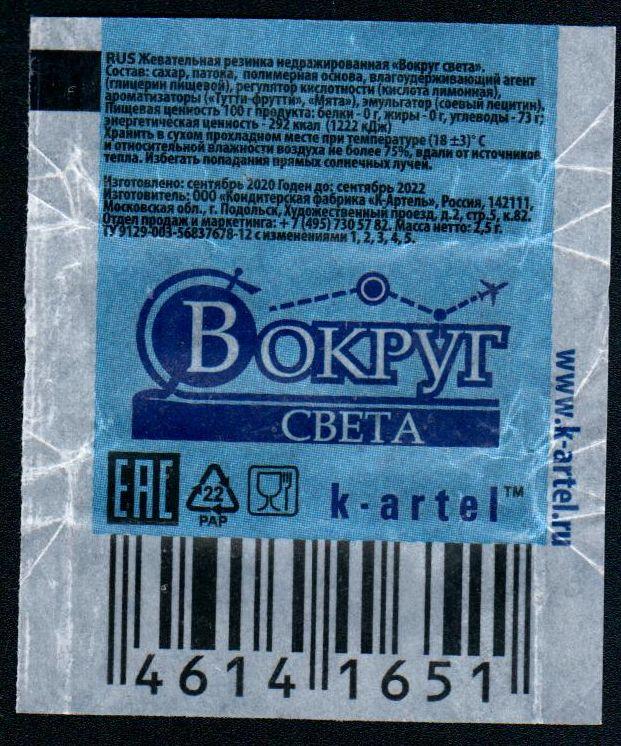 RUS Жевательная резинка недражированная «Вокруг света».
Состав: сахар, патока, полимерная основа, влагоудерживающий агент
(глицерин пищевой), регулятор кислотности (кислота лимонная),
ароматизаторы («Тутти-фрутти», «Мята»), эмульгатор (соевый лецитин).
Пищевая ценность 100 г продукта: белки - 0 г, жиры - 0 г, углеводы - 73 г;
энергетическая ценность - 292 ккал (1222 кДж)
Хранить в сухом прохладном месте при температуре (18 ±3)° С
и относительной влажности воздуха не более 75%, вдали от источников
тепла. Избегать попадания прямых солнечных лучей.
Изготовлено: сентябрь 2020 Годен до: сентябрь 2022
Изготовитель: ООО «Кондитерская фабрика «К-Артель», Россия, 142111,
Московская обл., г. Подольск, Художественный проезд, д.2, стр.5, к.82.
Отдел продаж и маркетинга: + 7 (495) 730 57 82. Масса нетто: 2,5 г.
ТУ 9129-003-56837678-12 с изменениями 1, 2, 3, 4, 5.
ВОКРУГ
СВЕТА
EAC
22
PAP
k-artel™
www.k-artel.ru
4614 1651